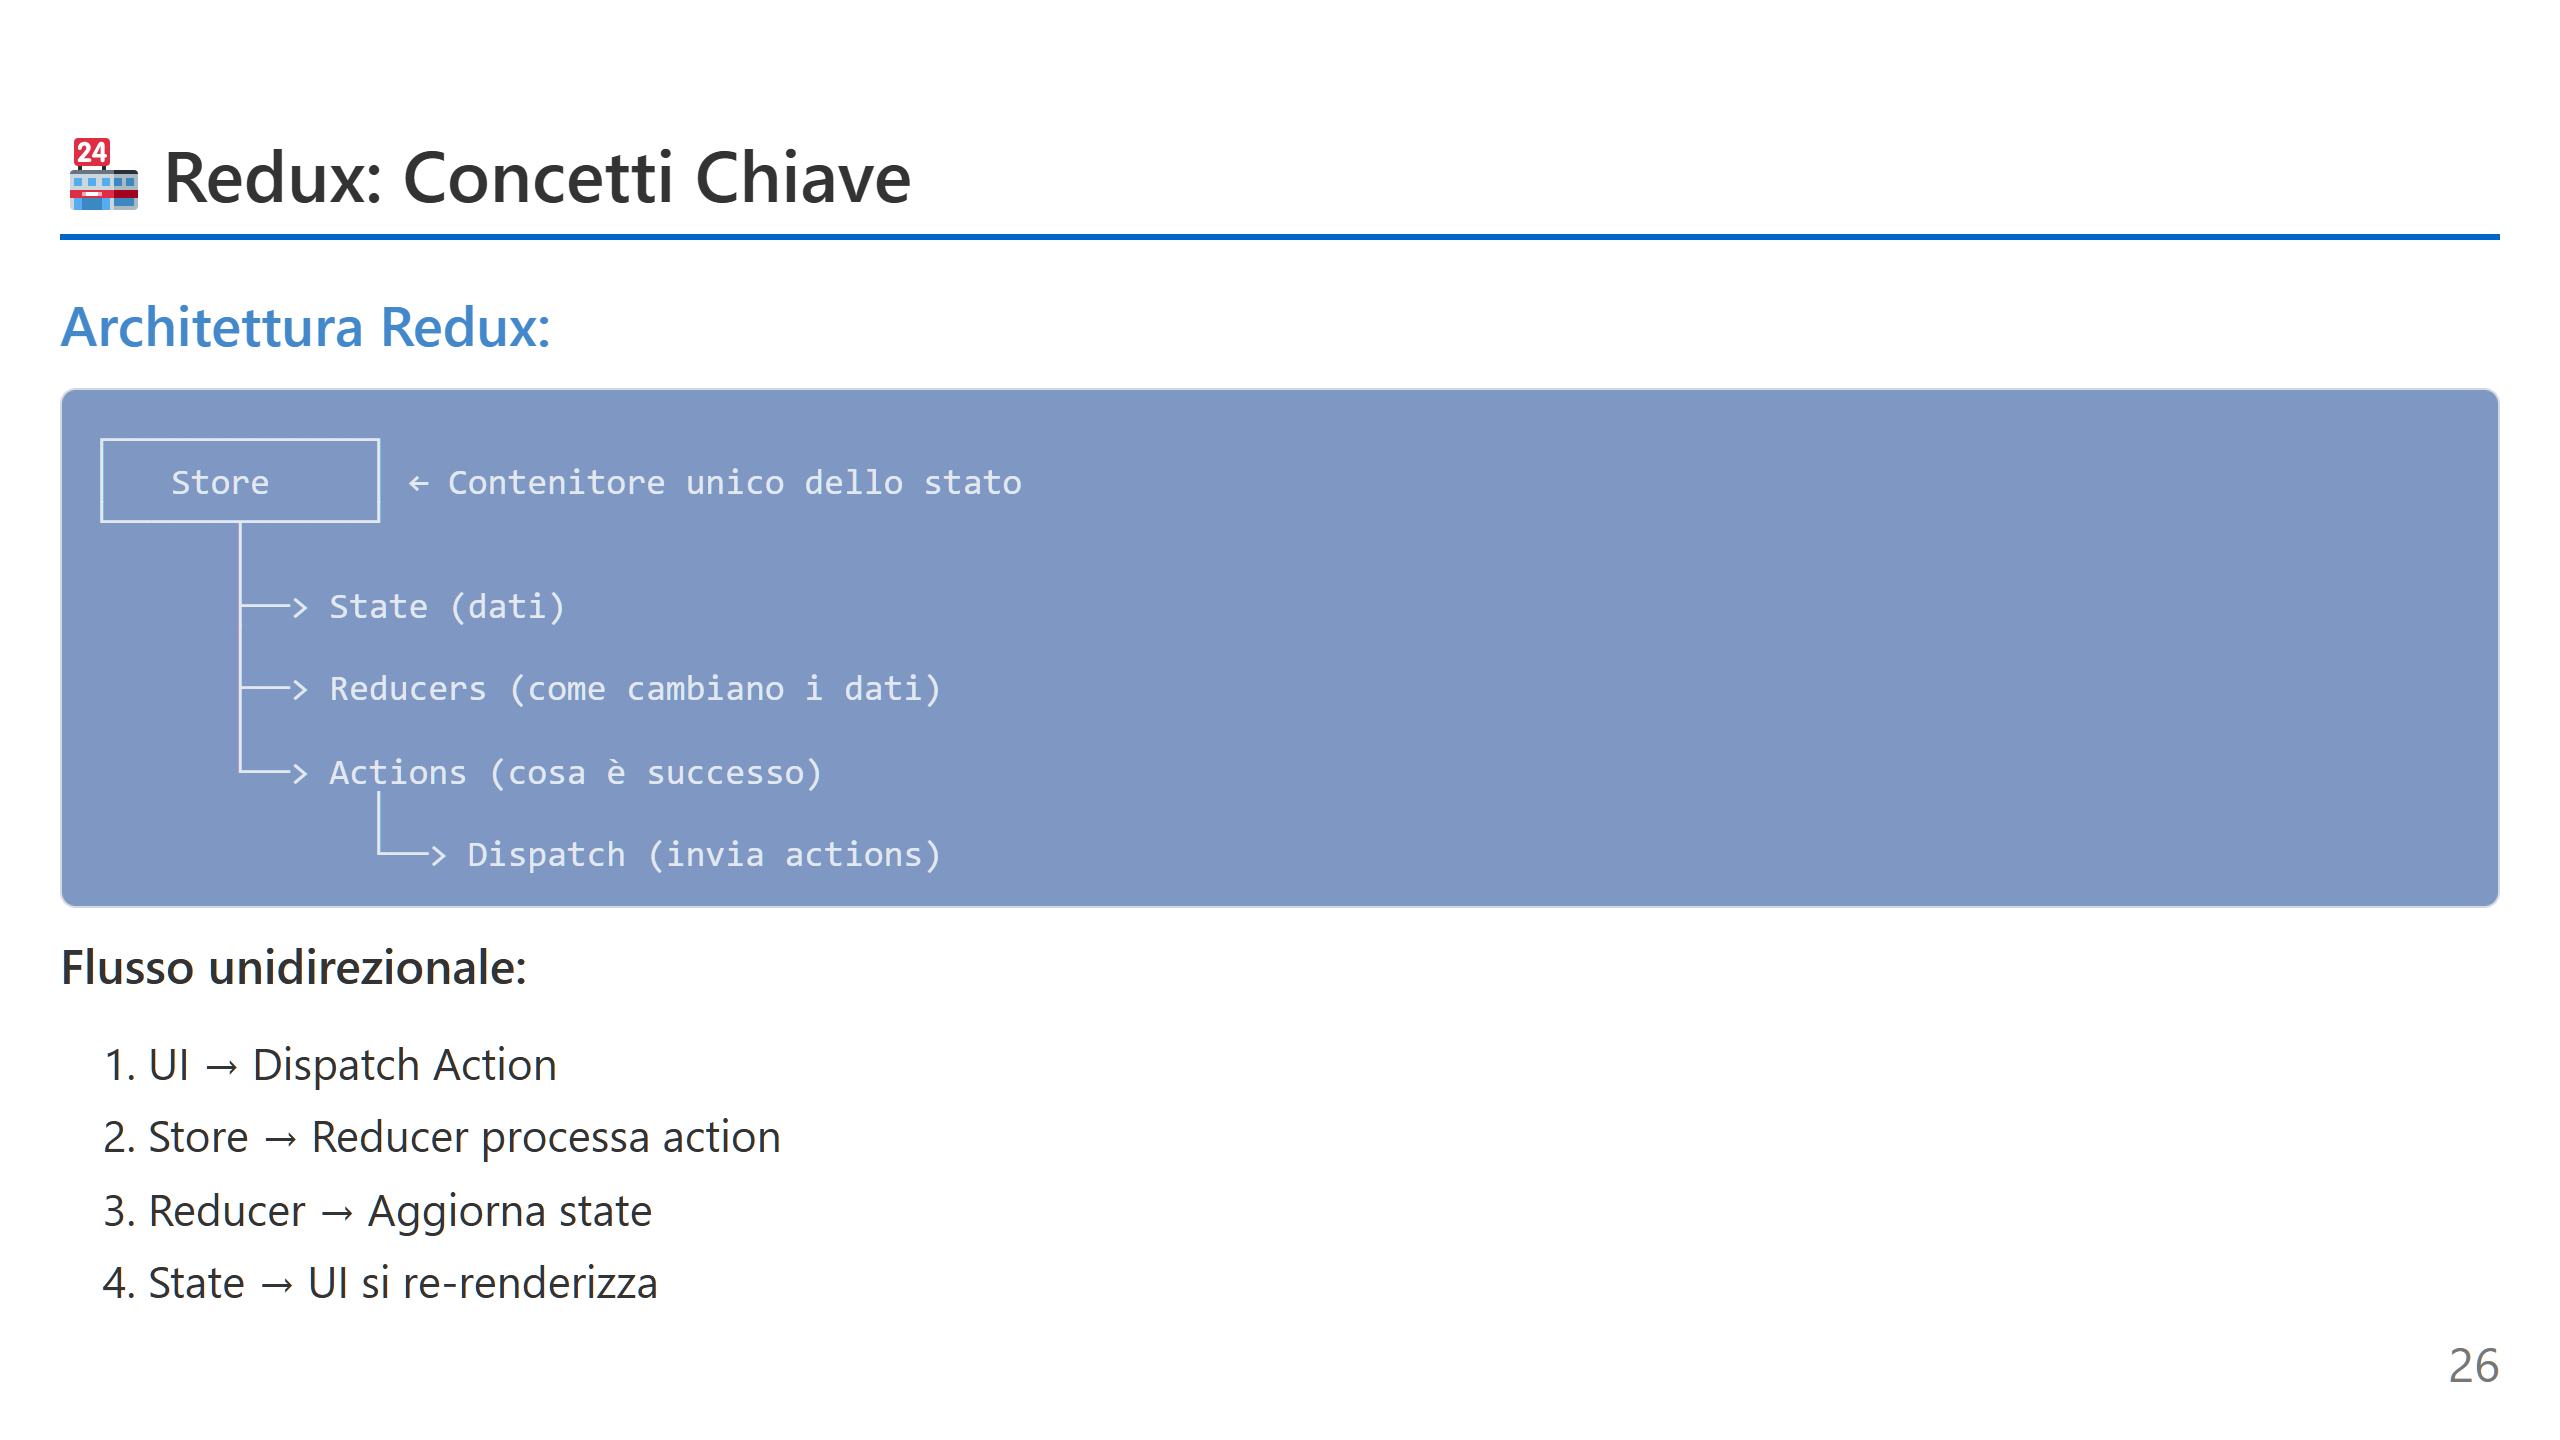 24
Redux: Concetti Chiave
Architettura Redux:
Store ← Contenitore unico dello stato
State (dati)
Reducers (come cambiano i dati)
Actions (cosa è successo)
Dispatch (invia actions)
Flusso unidirezionale:
1. UI → Dispatch Action
2. Store → Reducer processa action
3. Reducer → Aggiorna state
4. State → UI si re-renderizza
26